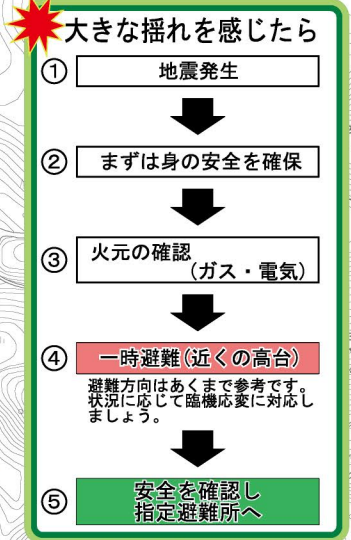 大きな揺れを感じたら
① 地震発生
② まずは身の安全を確保
③ 火元の確認
(ガス・電気)
④ 一時避難(近くの高台)
避難方向はあくまで参考です。
状況に応じて臨機応変に対応し
ましょう。
⑤ 安全を確認し
指定避難所へ